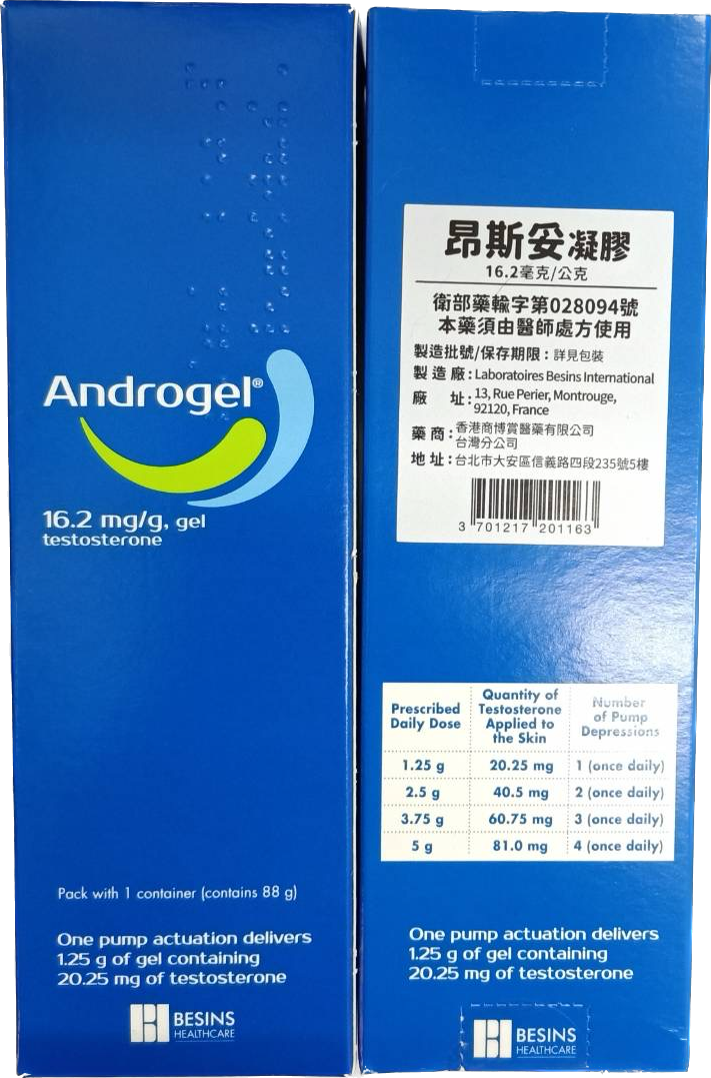 Androgel®
16.2 mg/g, gel
testosterone
Pack with 1 container (contains 88 g)
One pump actuation delivers
1.25 g of gel containing
20.25 mg of testosterone
BESINS
HEALTHCARE
昂斯妥凝膠
16.2毫克/公克
衛部藥輸字第028094號
本藥須由醫師處方使用
製造批號/保存期限：詳見包裝
製造廠：Laboratoires Besins International
廠址：13, Rue Perier, Montrouge,
92120, France
藥商：香港商博賞醫藥有限公司
台灣分公司
地址：台北市大安區信義路四段235號5樓
3 701217 201163
Prescribed
Daily Dose
Quantity of
Testosterone
Applied to
the Skin
Number
of Pump
Depressions
1.25 g 20.25 mg 1 (once daily)
2.5 g 40.5 mg 2 (once daily)
3.75 g 60.75 mg 3 (once daily)
5 g 81.0 mg 4 (once daily)
One pump actuation delivers
1.25 g of gel containing
20.25 mg of testosterone
BESINS
HEALTHCARE